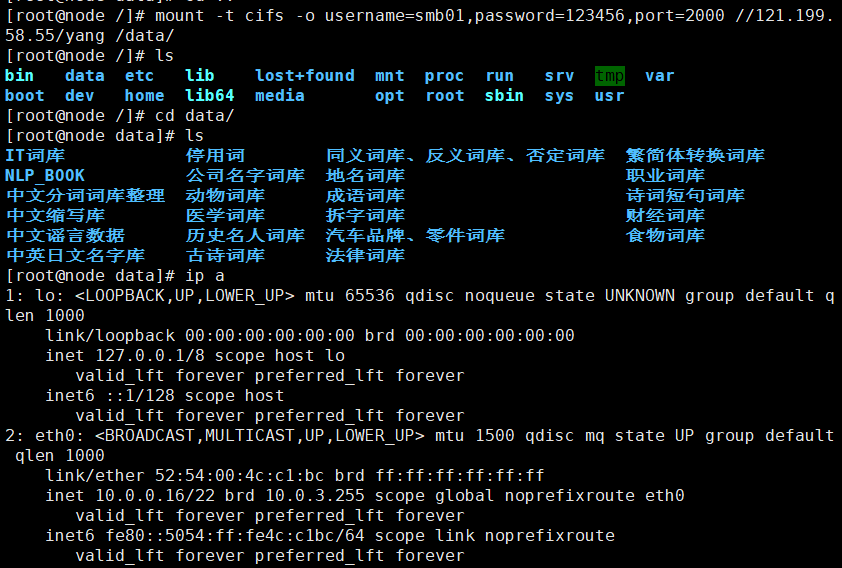 [root@node /]# mount -t cifs -o username=smb01,password=123456,port=2000 //121.199.
58.55/yang /data/
[root@node /]# ls
bin data etc lib lost+found mnt proc run srv tmp var
boot dev home lib64 media opt root sbin sys usr
[root@node /]# cd data/
[root@node data]# ls
IT词库 停用词 同义词库、反义词库、否定词库 繁简体转换词库
NLP_BOOK 公司名字词库 地名词库 职业词库
中文分词词库整理 动物词库 成语词库 诗词短句词库
中文缩写库 医学词库 拆字词库 财经词库
中文谣言数据 历史名人词库 汽车品牌、零件词库 食物词库
中英日文名字库 古诗词库 法律词库
[root@node data]# ip a
1: lo: <LOOPBACK,UP,LOWER_UP> mtu 65536 qdisc noqueue state UNKNOWN group default q
len 1000
link/loopback 00:00:00:00:00:00 brd 00:00:00:00:00:00
inet 127.0.0.1/8 scope host lo
valid_lft forever preferred_lft forever
inet6 ::1/128 scope host
valid_lft forever preferred_lft forever
2: eth0: <BROADCAST,MULTICAST,UP,LOWER_UP> mtu 1500 qdisc mq state UP group default
qlen 1000
link/ether 52:54:00:4c:c1:bc brd ff:ff:ff:ff:ff:ff
inet 10.0.0.16/22 brd 10.0.3.255 scope global noprefixroute eth0
valid_lft forever preferred_lft forever
inet6 fe80::5054:ff:fe4c:c1bc/64 scope link noprefixroute
valid_lft forever preferred_lft forever